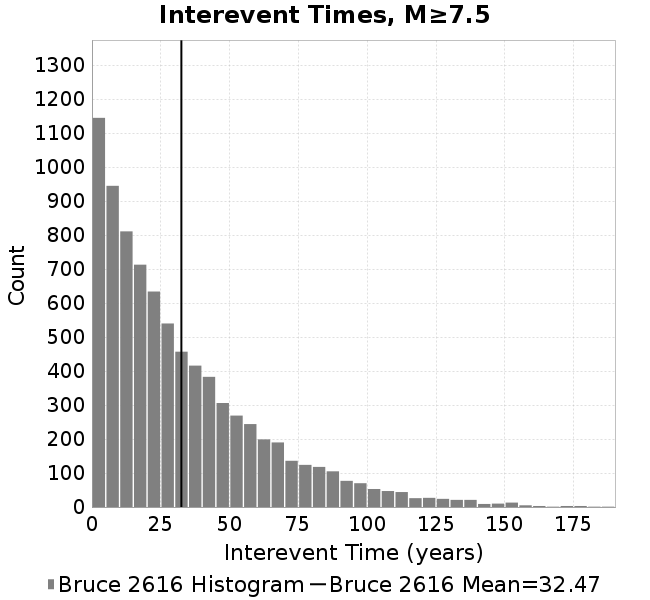 Interevent Times, M≥7.5
1300
1200
1100
1000
900
800
700
600
500
400
300
200
100
0
Count
0 25 50 75 100 125 150 175
Interevent Time (years)
Bruce 2616 Histogram Bruce 2616 Mean=32.47